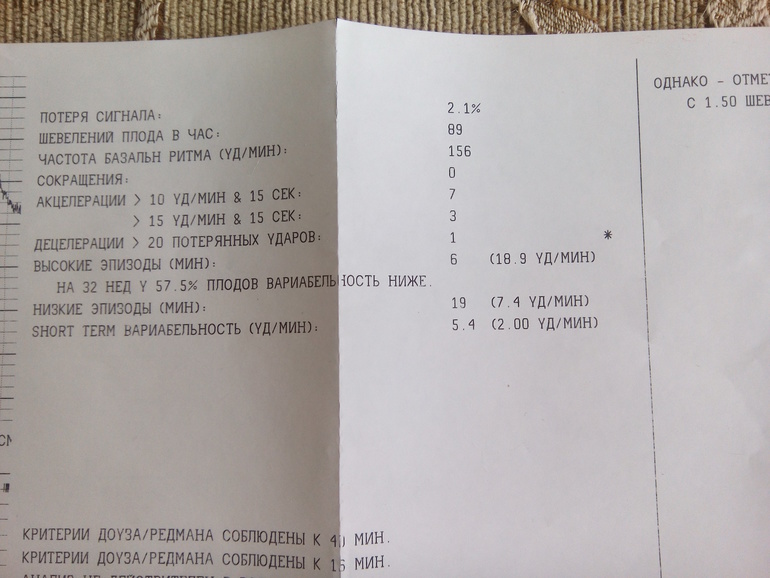 ПОТЕРЯ СИГНАЛА: 2.1%
ШЕВЕЛЕНИЙ ПЛОДА В ЧАС: 89
ЧАСТОТА БАЗАЛЬН РИТМА (УД/МИН): 156
СОКРАЩЕНИЯ: 0
АКЦЕЛЕРАЦИИ > 10 УД/МИН & 15 СЕК: 7
> 15 УД/МИН & 15 СЕК: 3
ДЕЦЕЛЕРАЦИИ > 20 ПОТЕРЯННЫХ УДАРОВ: 1 *
ВЫСОКИЕ ЭПИЗОДЫ (МИН): 6 (18.9 УД/МИН)
НА 32 НЕД У 57.5% ПЛОДОВ ВАРИАБЕЛЬНОСТЬ НИЖЕ.
НИЗКИЕ ЭПИЗОДЫ (МИН): 19 (7.4 УД/МИН)
SHORT TERM ВАРИАБЕЛЬНОСТЬ (УД/МИН): 5.4 (2.00 УД/МИН)
КРИТЕРИИ ДОУЗА/РЕДМАНА СОБЛЮДЕНЫ К МИН.
КРИТЕРИИ ДОУЗА/РЕДМАНА СОБЛЮДЕНЫ К 16 МИН.
ОДНАКО - ОТМЕ
С 1.50 ШЕВ